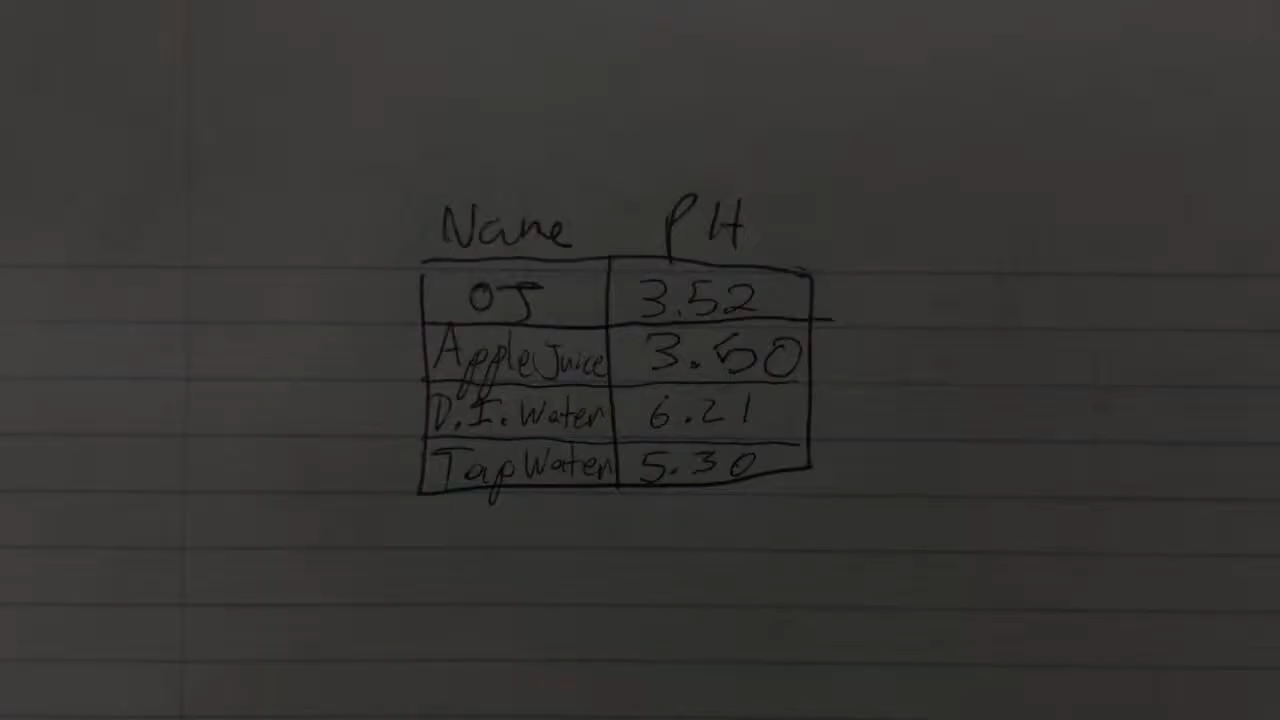 Name PH
OJ 3.52
Apple Juice 3.50
D.I. Water 6.21
Tap Water 5.30